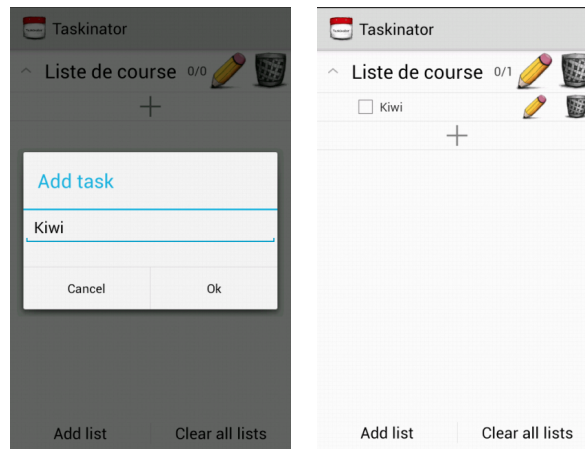 Taskinator
Liste de course 0/0
Add task
Kiwi
Cancel Ok
Add list Clear all lists
Taskinator
Liste de course 0/1
Kiwi
Add list Clear all lists